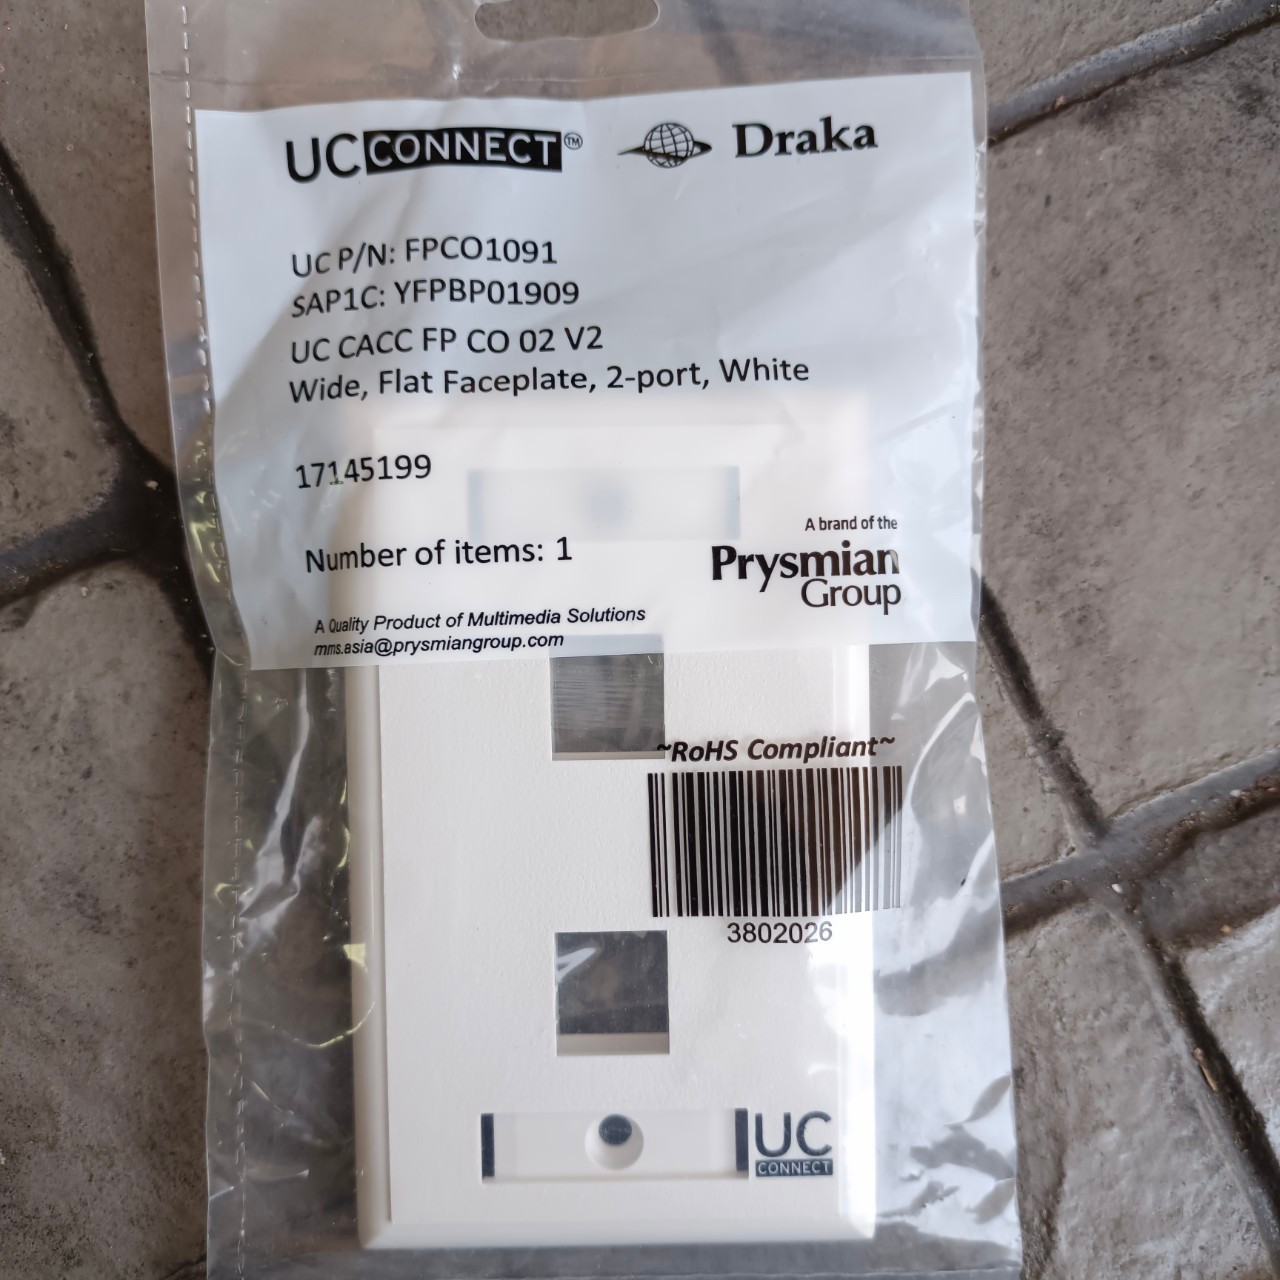 UC CONNECT™ Draka
UC P/N: FPCO1091
SAP1C: YFPBP01909
UC CACC FP CO 02 V2
Wide, Flat Faceplate, 2-port, White
17145199
Number of items: 1
A brand of the
Prysmian
Group
A Quality Product of Multimedia Solutions
mms.asia@prysmiangroup.com
~RoHS Compliant~
3802026
UC
CONNECT